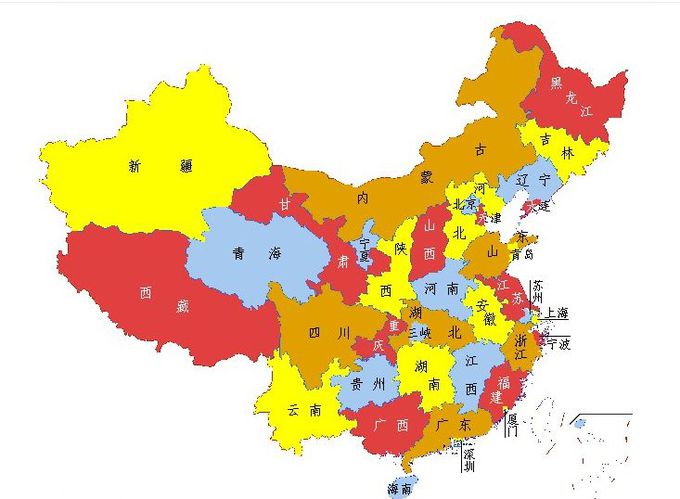 黑龙江
吉林
辽宁
内蒙古
新疆
甘肃
北京
天津
河北
山西
陕西
宁夏
青海
山东
青岛
西藏
河南
江苏
苏州
安徽
上海
湖北
三峡
重庆
四川
浙江
宁波
湖南
江西
贵州
福建
云南
广西
广东
厦门
深圳
海南